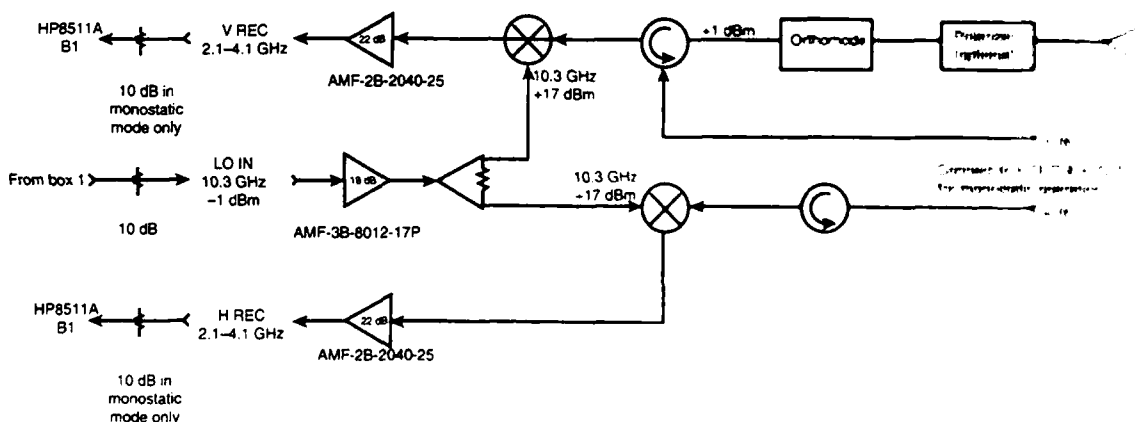 HP8511A
B1
V REC
2.1–4.1 GHz
22 dB
AMF-2B-2040-25
10 dB in
monostatic
mode only
10.3 GHz
+17 dBm
+1 dBm
Orthomode
From box 1
10 dB
LO IN
10.3 GHz
–1 dBm
AMF-3B-8012-17P
10.3 GHz
+17 dBm
HP8511A
B1
H REC
2.1–4.1 GHz
22 dB
AMF-2B-2040-25
10 dB in
monostatic
mode only